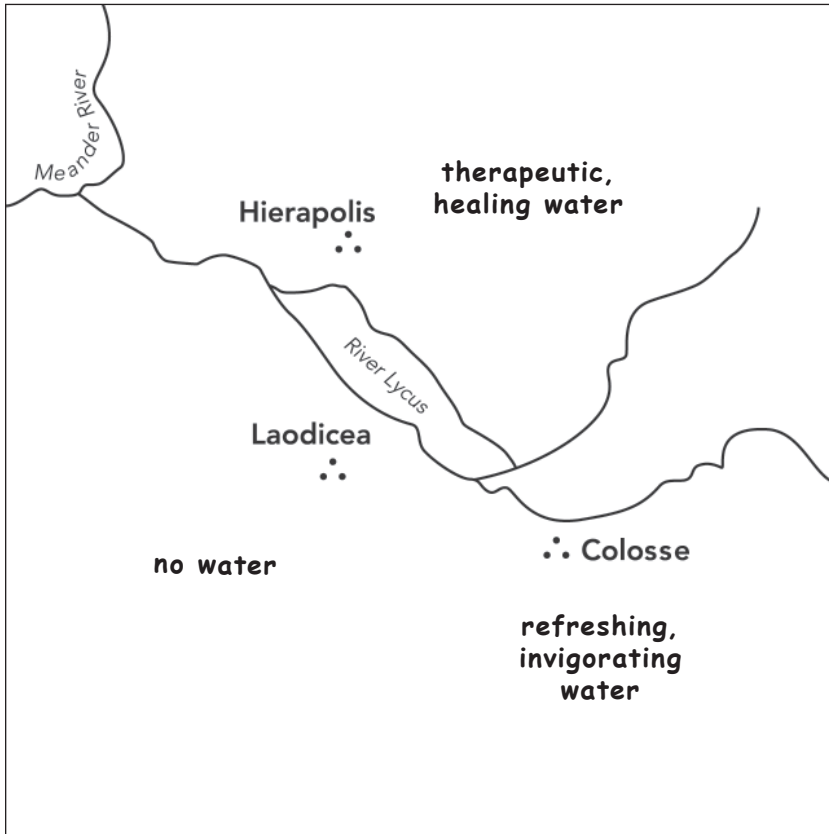 Meander River
therapeutic,
healing water
Hierapolis
River Lycus
Laodicea
Colosse
no water
refreshing,
invigorating
water